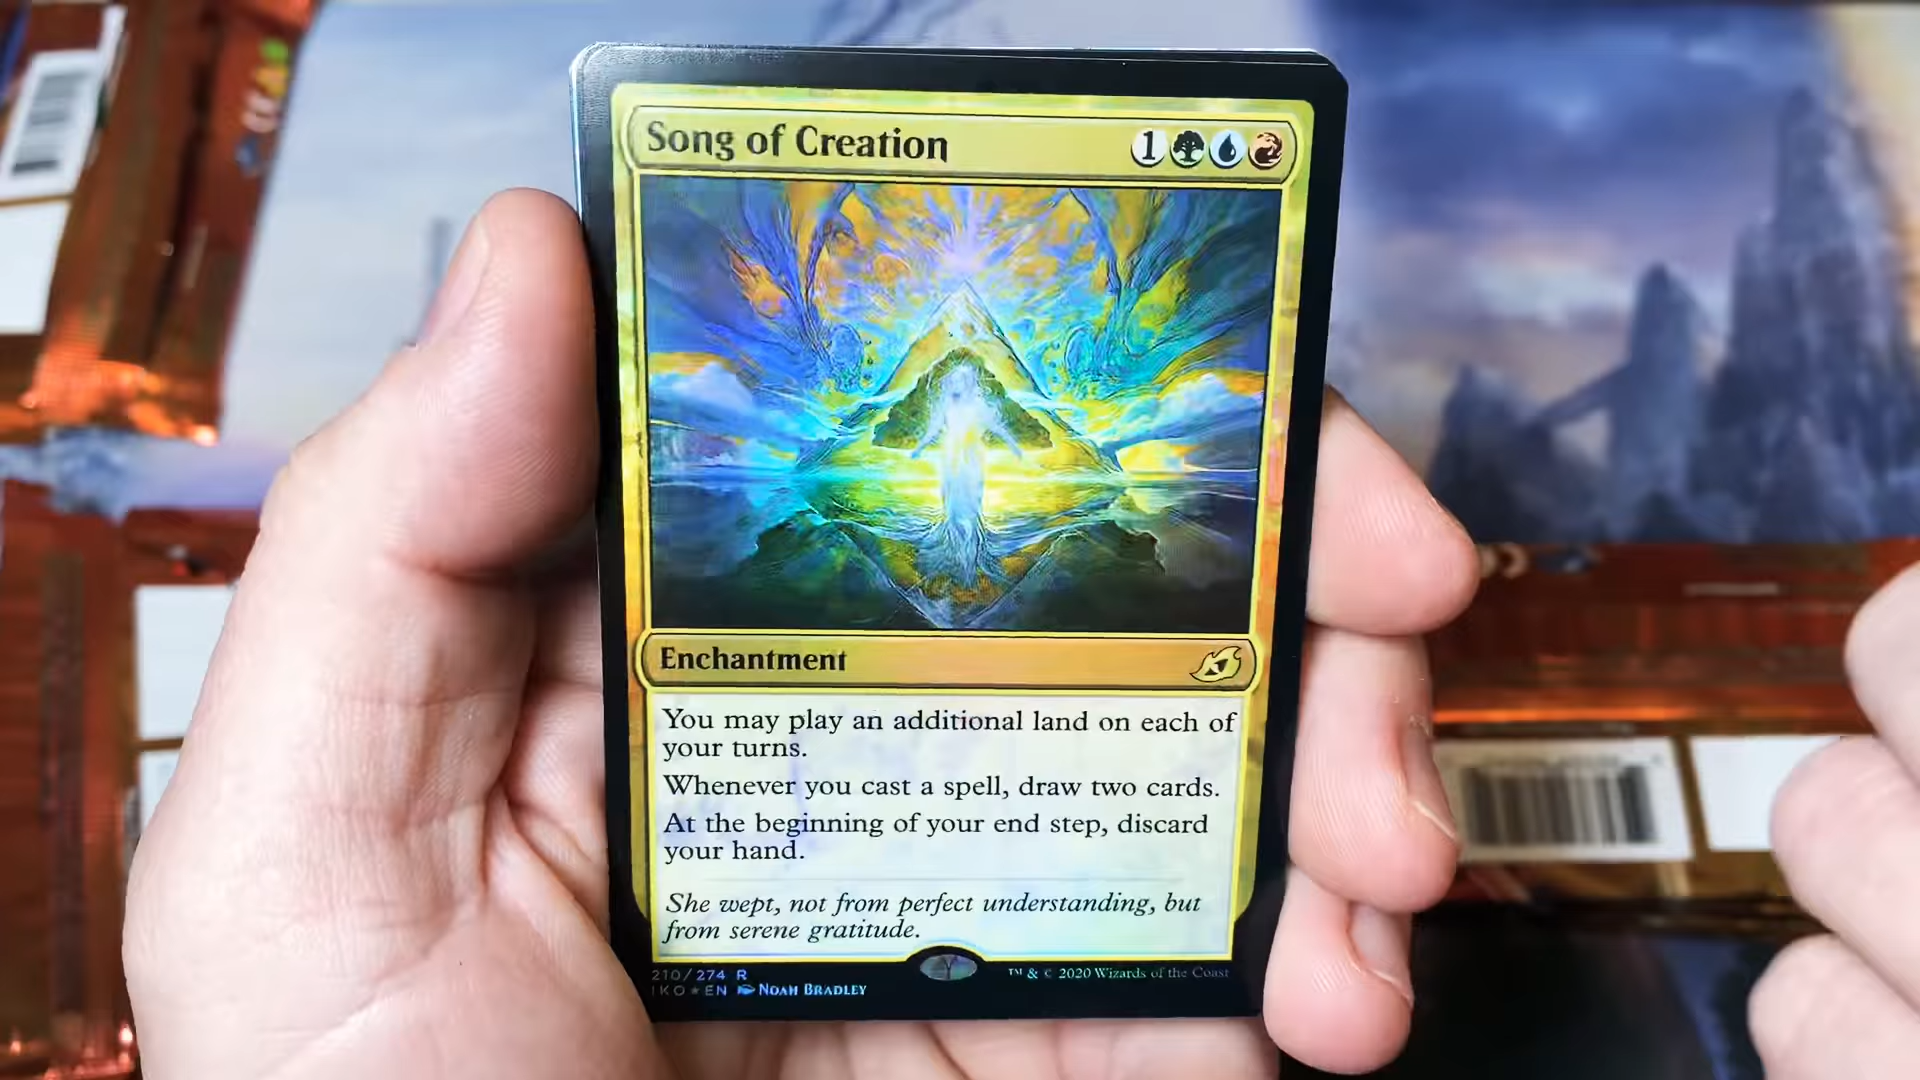 Song of Creation 1
Enchantment
You may play an additional land on each of
your turns.
Whenever you cast a spell, draw two cards.
At the beginning of your end step, discard
your hand.
She wept, not from perfect understanding, but
from serene gratitude.
210/274 R
IKO★EN NOAH BRADLEY
™ & © 2020 Wizards of the Coast